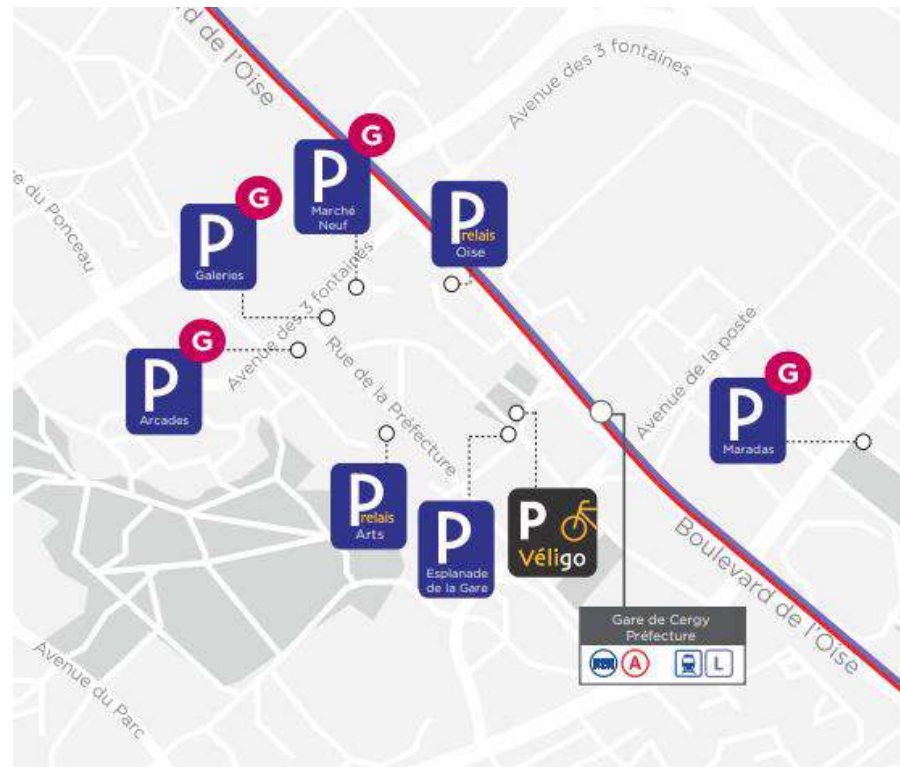 rd de l'Oise
Avenue des 3 fontaines
G
P
Marché
Neuf
G
P
Galeries
P
relais
Oise
e du Ponceau
Avenue des 3 fontaines
G
P
Arcades
Rue de la Préfecture
Avenue de la poste
G
P
Maradas
P
relais
Arts
P
Esplanade
de la Gare
P
Véligo
Boulevard de l'Oise
Gare de Cergy
Préfecture
RER A L
Avenue du Parc